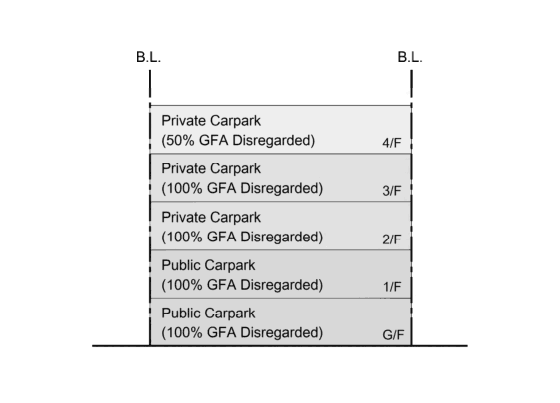 B.L. B.L.
Private Carpark
(50% GFA Disregarded) 4/F
Private Carpark
(100% GFA Disregarded) 3/F
Private Carpark
(100% GFA Disregarded) 2/F
Public Carpark
(100% GFA Disregarded) 1/F
Public Carpark
(100% GFA Disregarded) G/F